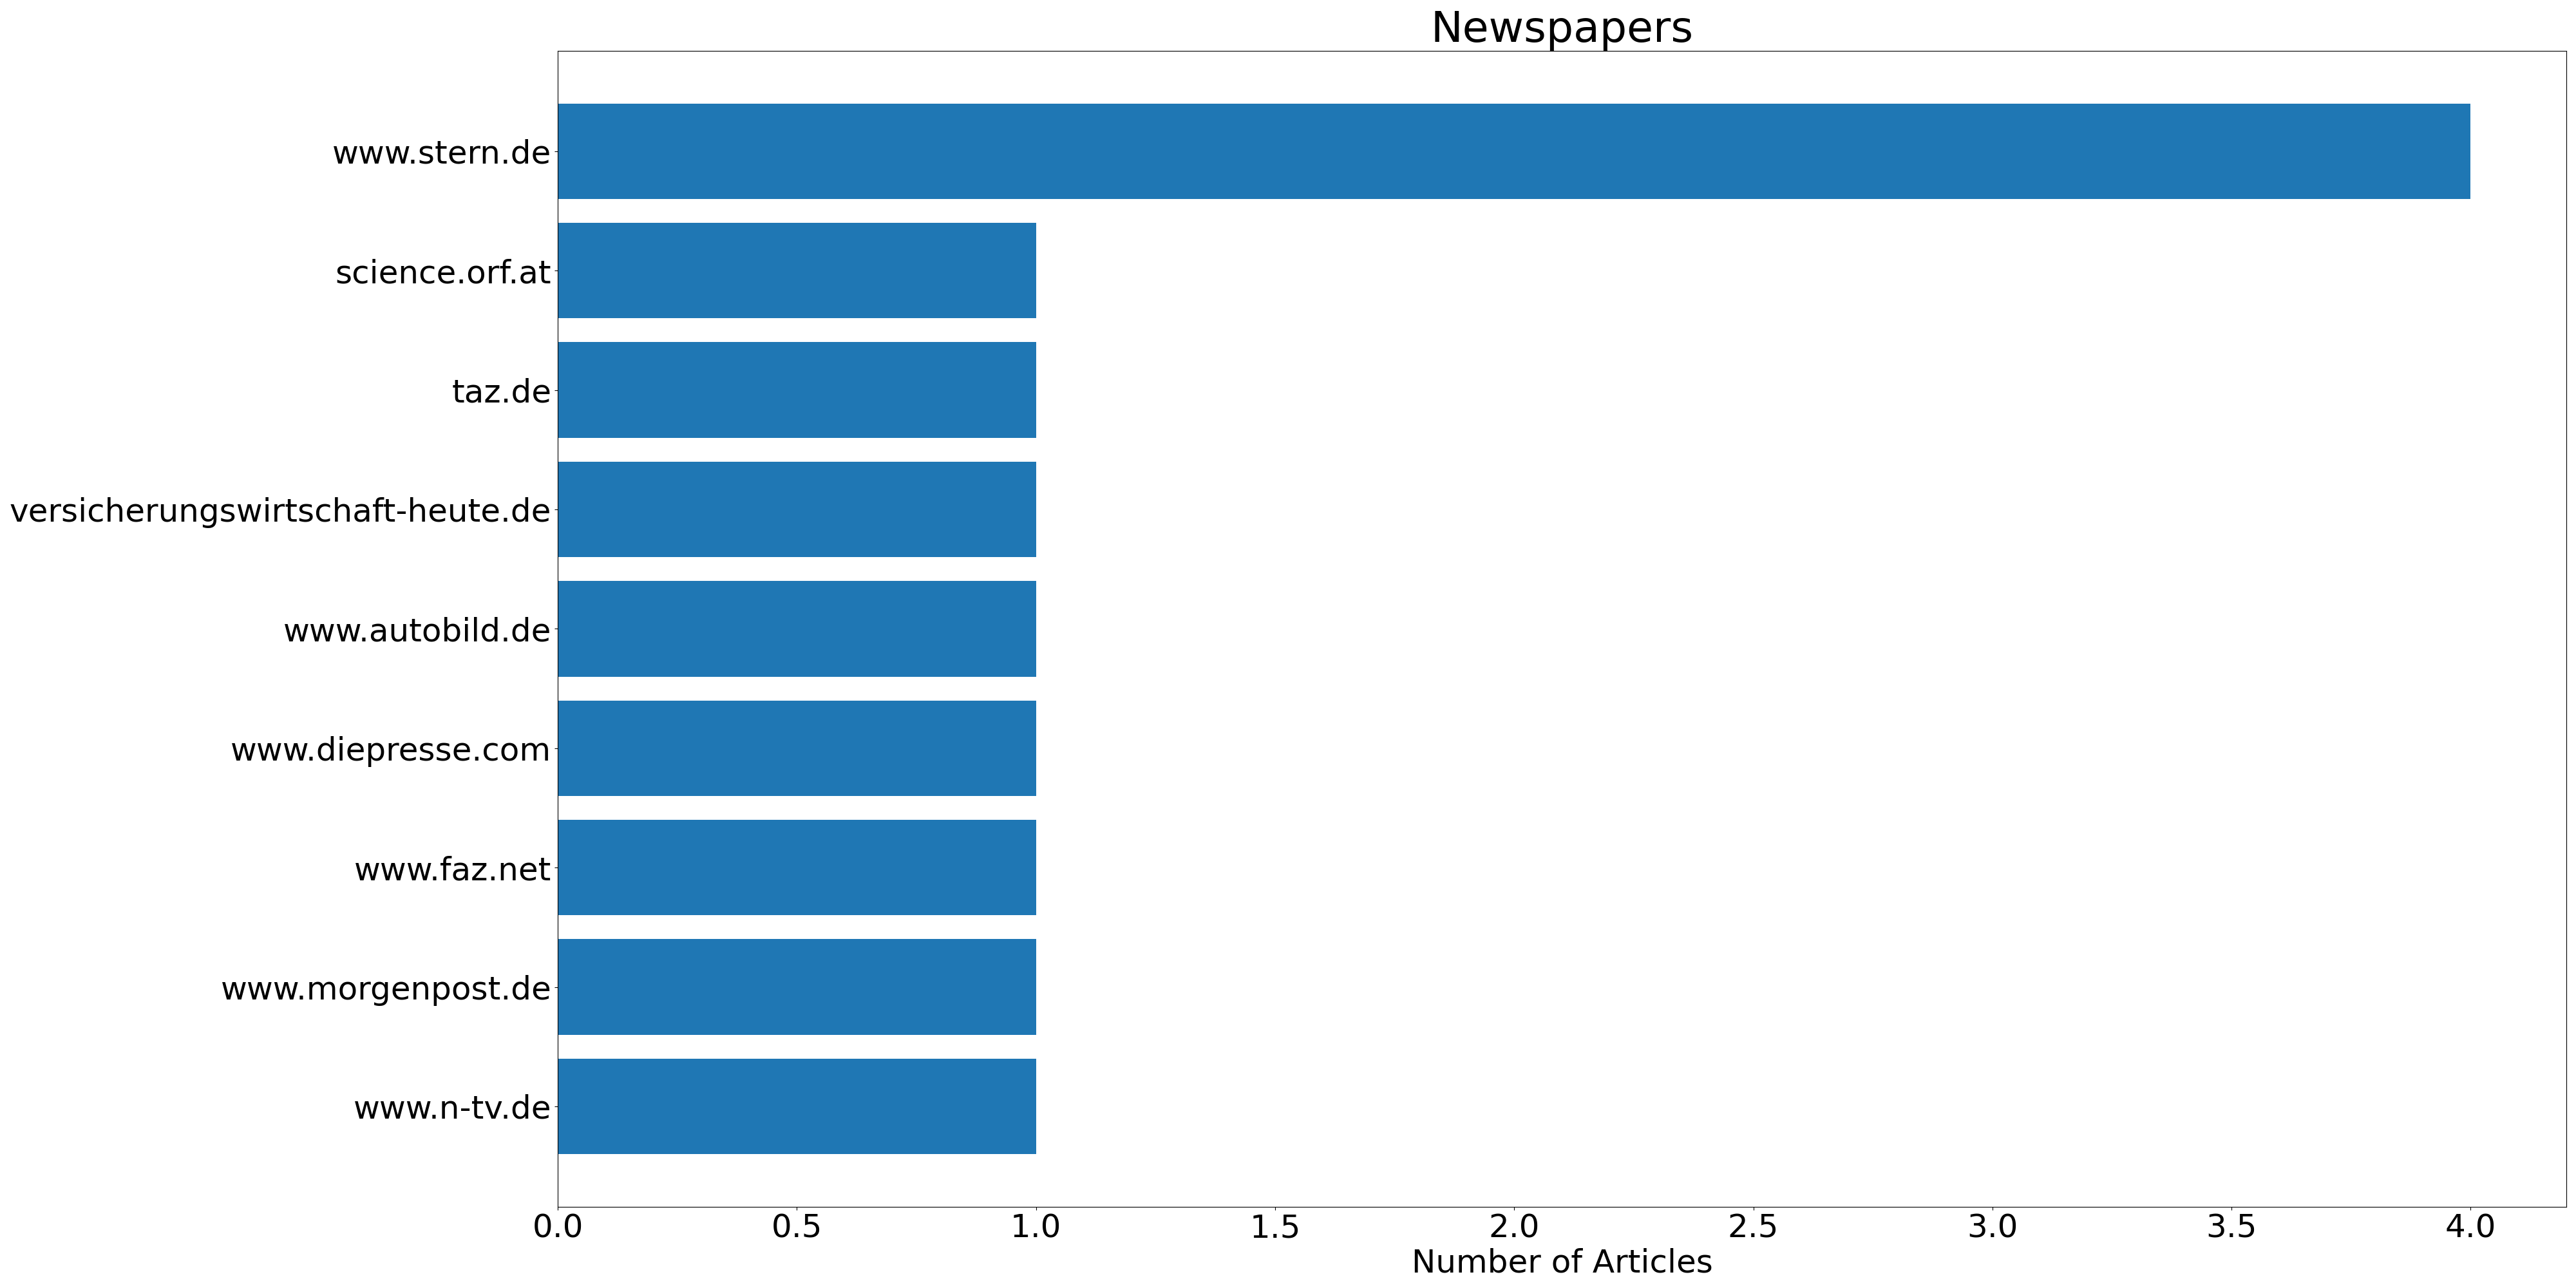 Newspapers
www.stern.de
science.orf.at
taz.de
versicherungswirtschaft-heute.de
www.autobild.de
www.diepresse.com
www.faz.net
www.morgenpost.de
www.n-tv.de
0.0 0.5 1.0 1.5 2.0 2.5 3.0 3.5 4.0
Number of Articles